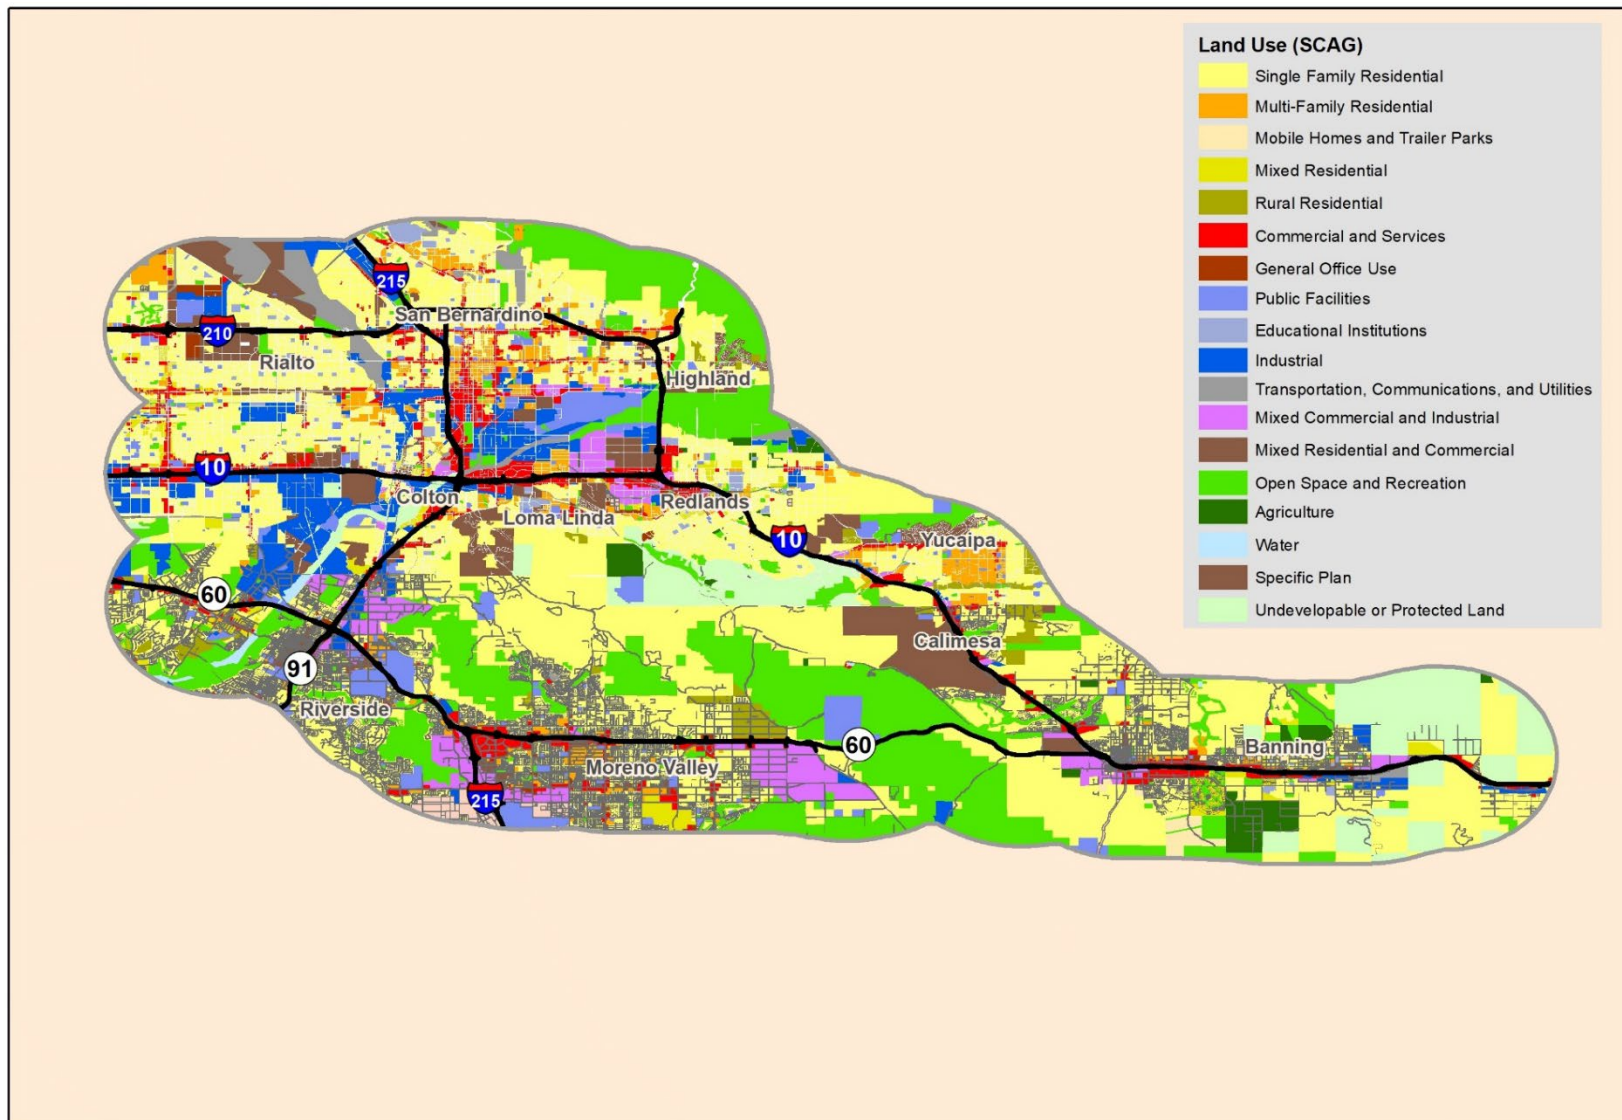 Land Use (SCAG)
Single Family Residential
Multi-Family Residential
Mobile Homes and Trailer Parks
Mixed Residential
Rural Residential
Commercial and Services
General Office Use
Public Facilities
Educational Institutions
Industrial
Transportation, Communications, and Utilities
Mixed Commercial and Industrial
Mixed Residential and Commercial
Open Space and Recreation
Agriculture
Water
Specific Plan
Undevelopable or Protected Land
215
San Bernardino
210
Rialto
Highland
10
Colton
Redlands
Loma Linda
10
Yucaipa
60
Calimesa
91
Riverside
60
Banning
Moreno Valley
215